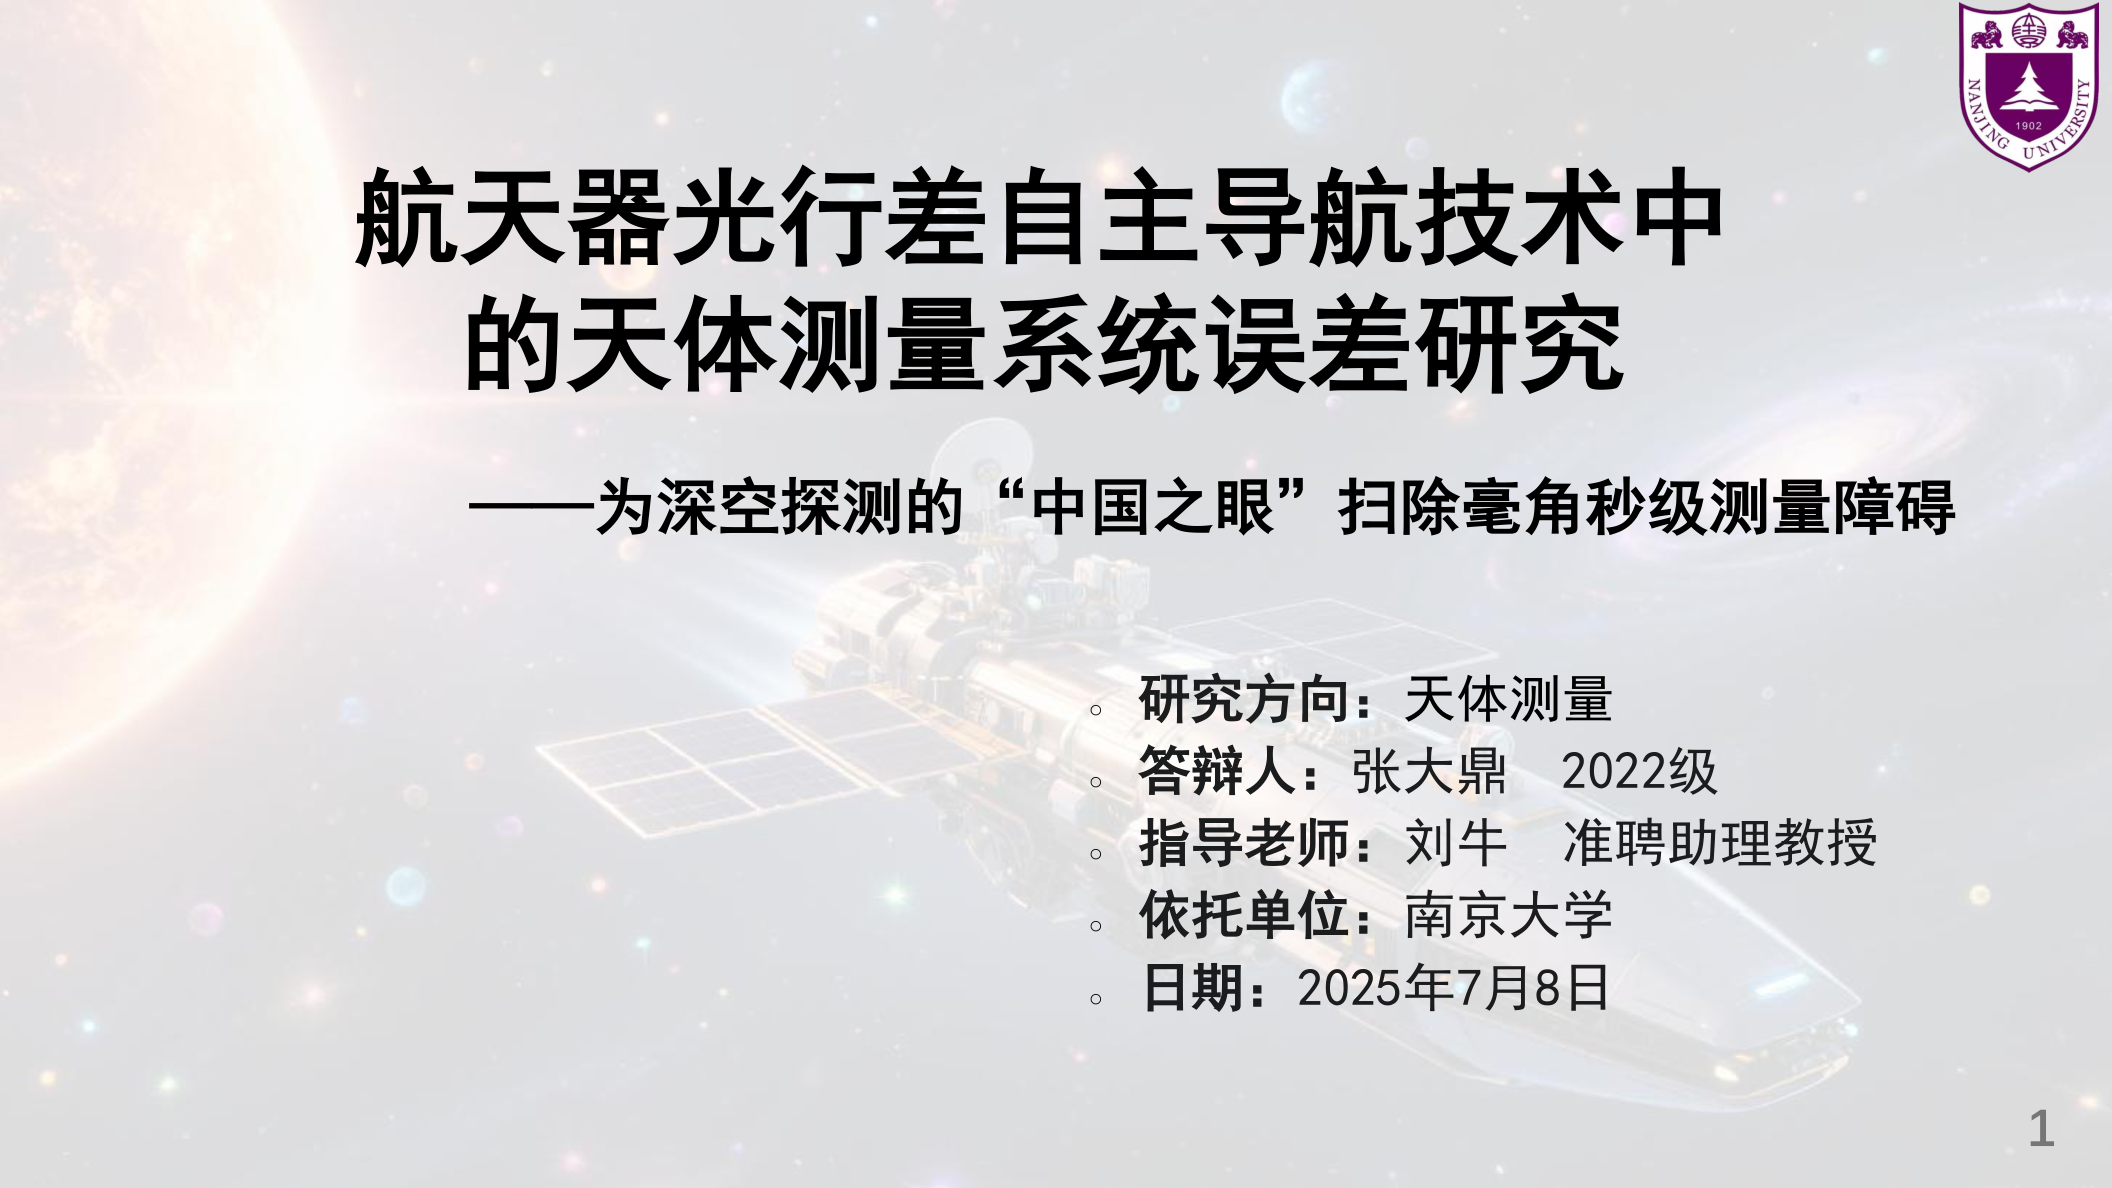 NANJING UNIVERSITY
1902
航天器光行差自主导航技术中
的天体测量系统误差研究
——为深空探测的“中国之眼”扫除毫角秒级测量障碍
研究方向：天体测量
答辩人：张大鼎 2022级
指导老师：刘牛 准聘助理教授
依托单位：南京大学
日期：2025年7月8日
1